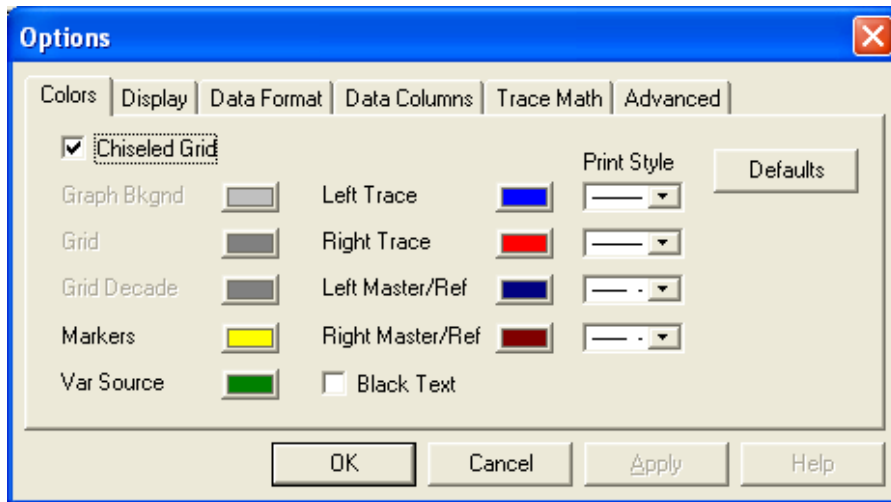 Options
Colors Display Data Format Data Columns Trace Math Advanced
Chiseled Grid Print Style Defaults
Graph Bkgnd Left Trace
Grid Right Trace
Grid Decade Left Master/Ref
Markers Right Master/Ref
Var Source Black Text
OK Cancel Apply Help